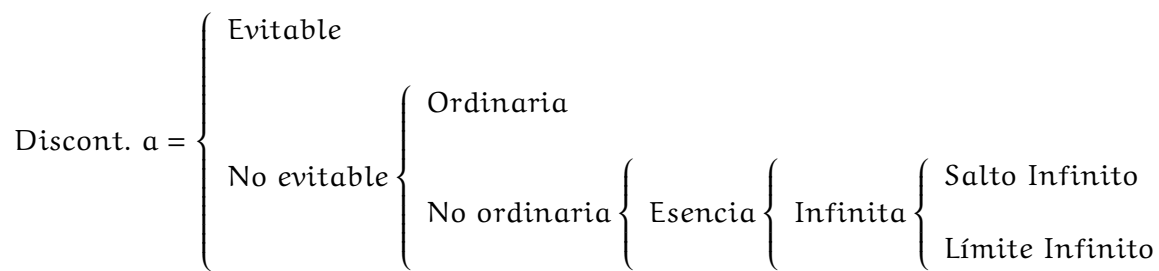 Evitable
Ordinaria
Discont. a =
No evitable
Salto Infinito
No ordinaria Esencia Infinita
Límite Infinito